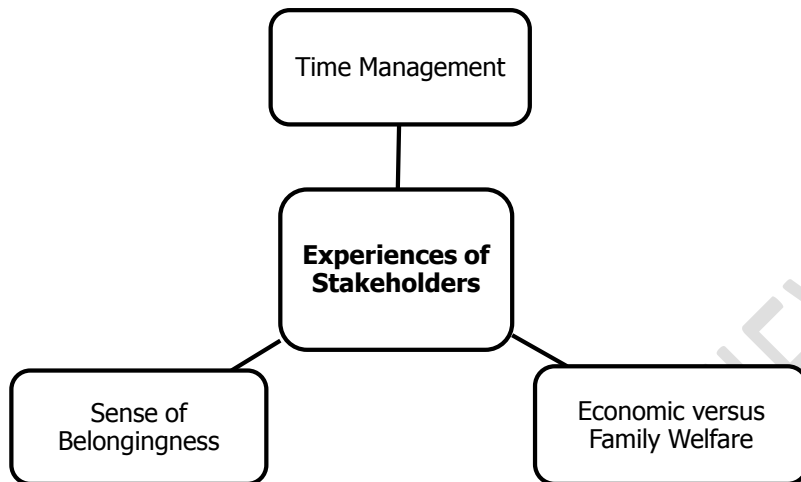 Time Management
Experiences of
Stakeholders
Sense of
Belongingness
Economic versus
Family Welfare